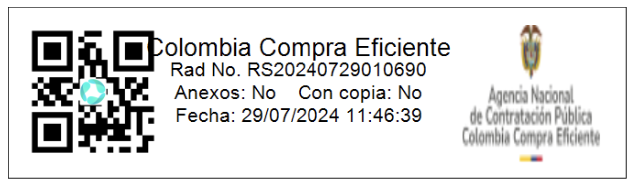 Colombia Compra Eficiente
Rad No. RS20240729010690
Anexos: No Con copia: No
Fecha: 29/07/2024 11:46:39
Agencia Nacional
de Contratación Pública
Colombia Compra Eficiente